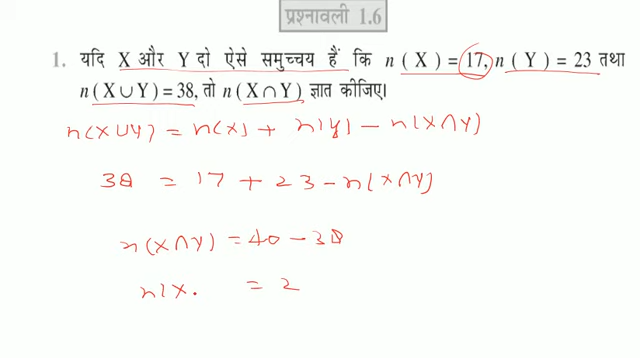 प्रश्नावली 1.6
1. यदि X और Y दो ऐसे समुच्चय हैं कि n ( X ) = 17, n ( Y ) = 23 तथा
n ( X ∪ Y ) = 38, तो n ( X ∩ Y ) ज्ञात कीजिए।
n(X∪Y) = n(X) + n(Y) − n(X∩Y)
38 = 17 + 23 − n(X∩Y)
n(X∩Y) = 40 − 38
n(X. = 2